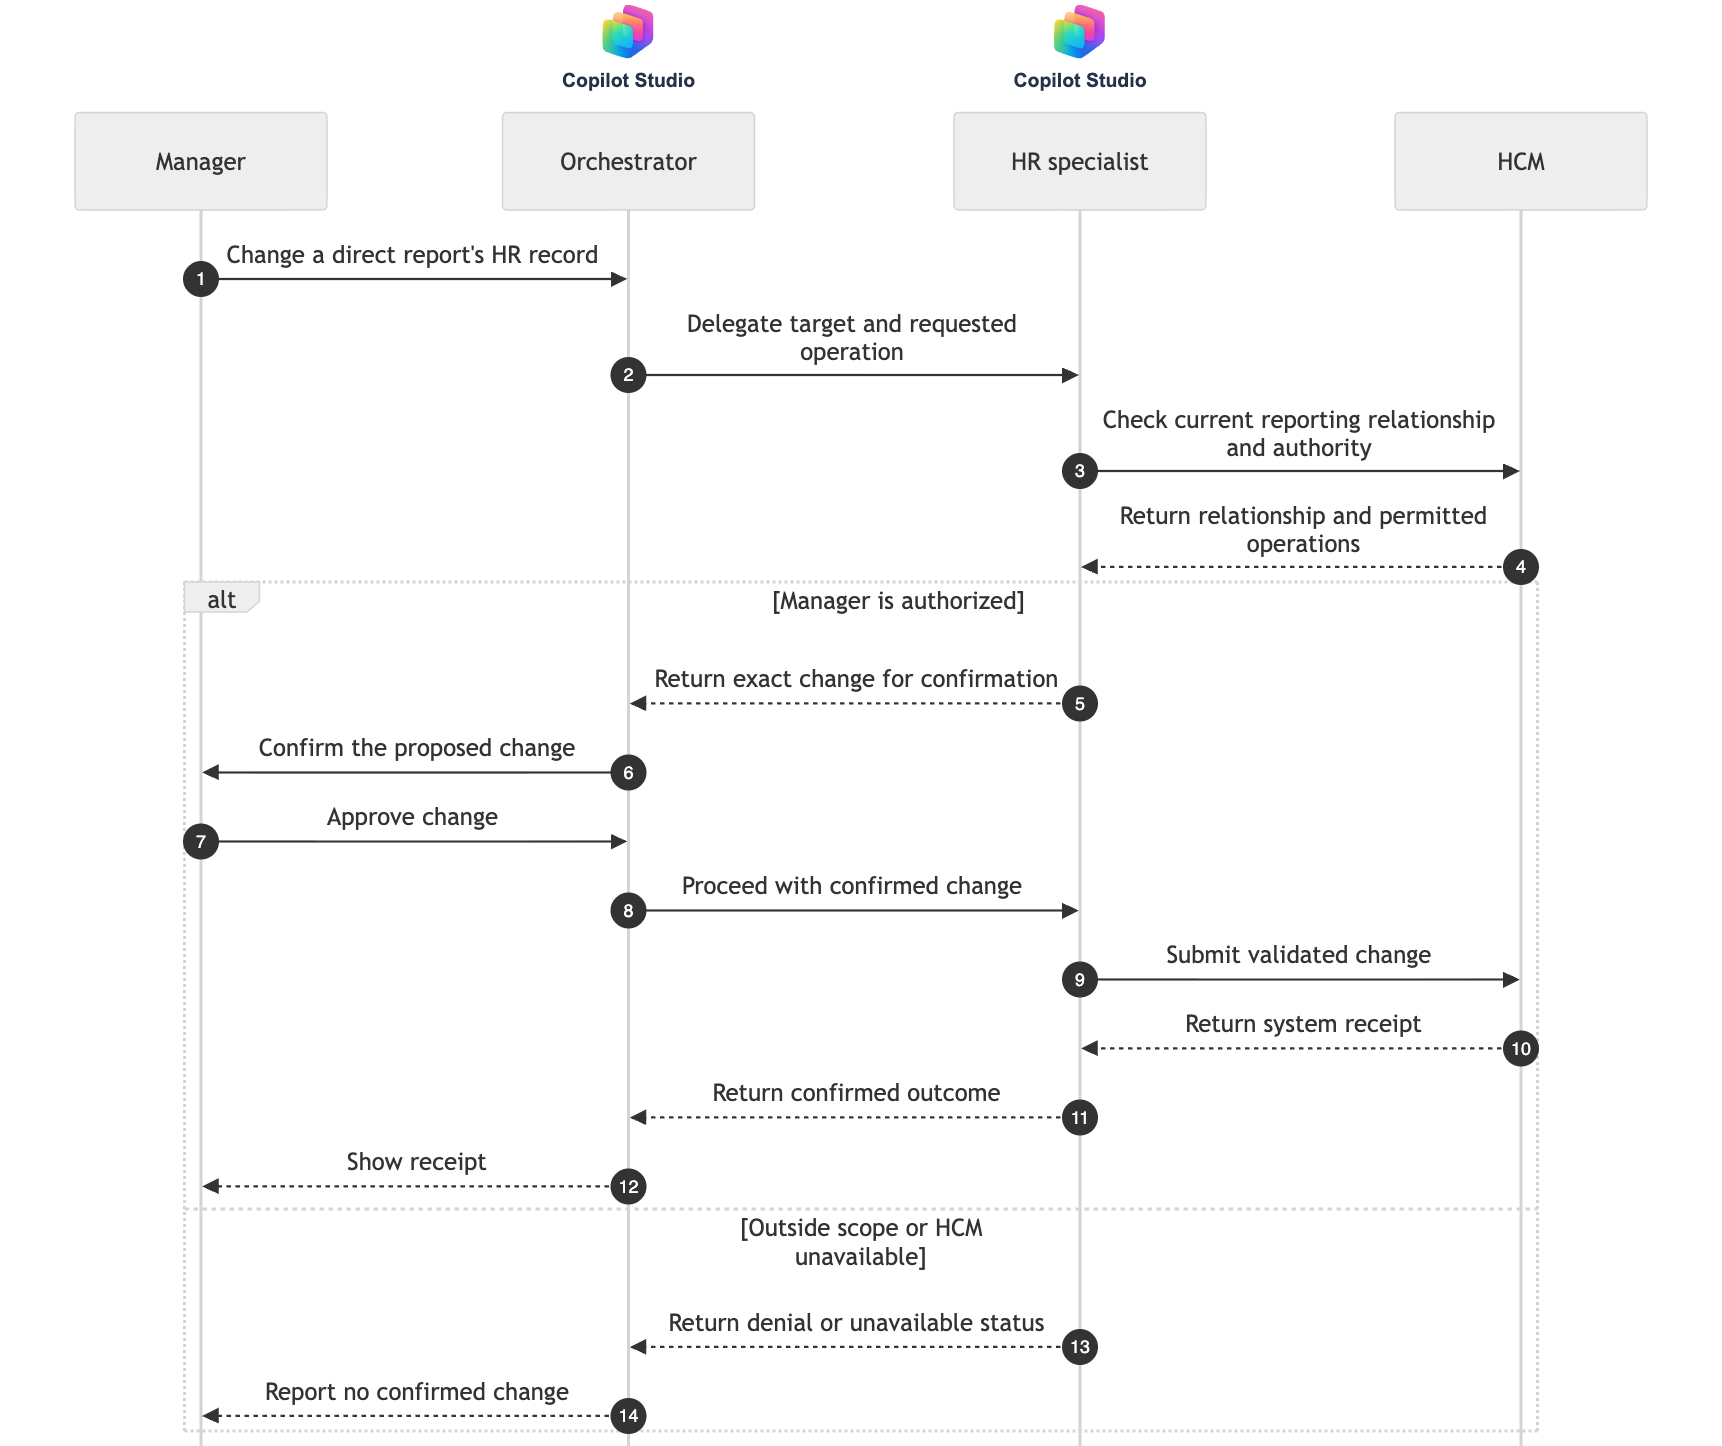 Copilot Studio
Copilot Studio
Manager
Orchestrator
HR specialist
HCM
Change a direct report's HR record
1
Delegate target and requested
operation
2
Check current reporting relationship
and authority
3
Return relationship and permitted
operations
4
alt
[Manager is authorized]
Return exact change for confirmation
5
Confirm the proposed change
6
Approve change
7
Proceed with confirmed change
8
Submit validated change
9
Return system receipt
10
Return confirmed outcome
11
Show receipt
12
[Outside scope or HCM
unavailable]
Return denial or unavailable status
13
Report no confirmed change
14